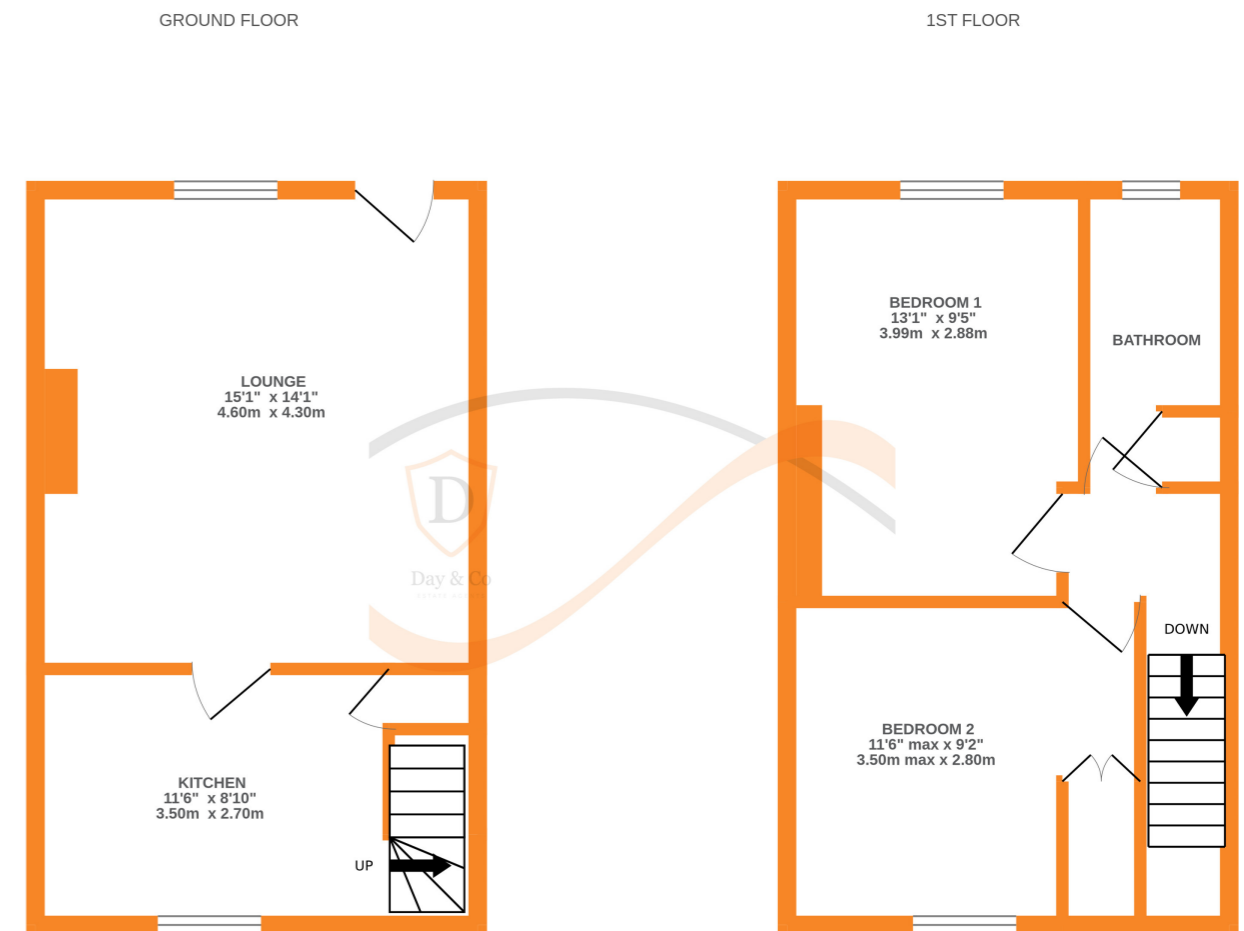 GROUND FLOOR
1ST FLOOR
LOUNGE
15'1" x 14'1"
4.60m x 4.30m
KITCHEN
11'6" x 8'10"
3.50m x 2.70m
UP
D
Day & Co
BEDROOM 1
13'1" x 9'5"
3.99m x 2.88m
BATHROOM
DOWN
BEDROOM 2
11'6" max x 9'2"
3.50m max x 2.80m